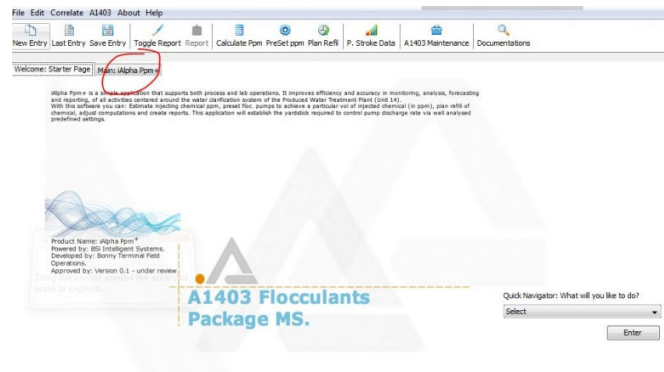 File Edit Correlate A1403 About Help
New Entry Last Entry Save Entry Toggle Report Report Calculate Ppm PreSet ppm Plan Refil P. Stroke Data A1403 Maintenance Documentations
Welcome: Starter Page Main: iAlpha Ppm+
iAlpha Ppm+ is a simple application that supports both process and lab operations. It improves efficiency and accuracy in monitoring, analysis, forecasting
and reporting, of all activities centered around the water clarification system of the Produced Water Treatment Plant (Unit 14).
With this software you can: Estimate injecting chemical ppm, preset floc. pumps to achieve a particular vol of injected chemical (in ppm), plan refill of
chemical, adjust computations and create reports. This application will establish the yardstick required to control pump discharge rate via well analysed
predefined settings.
Product Name: iAlpha Ppm+
Powered by: BSi Intelligent Systems.
Developed by: Bonny Terminal Field
Operations.
Approved by: Version 0.1 - under review
want to capture.
A1403 Flocculants
Package MS.
Quick Navigator: What will you like to do?
Select
Enter